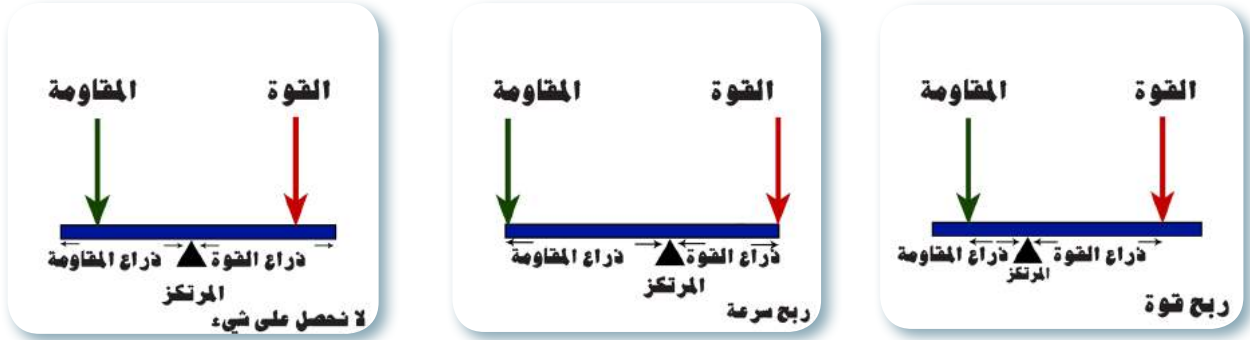 القوة المقاومة
ذراع القوة ذراع المقاومة
المرتكز
ربح قوة
القوة المقاومة
ذراع القوة ذراع المقاومة
المرتكز
ربح سرعة
القوة المقاومة
ذراع القوة ذراع المقاومة
المرتكز
لا نحصل على شيء